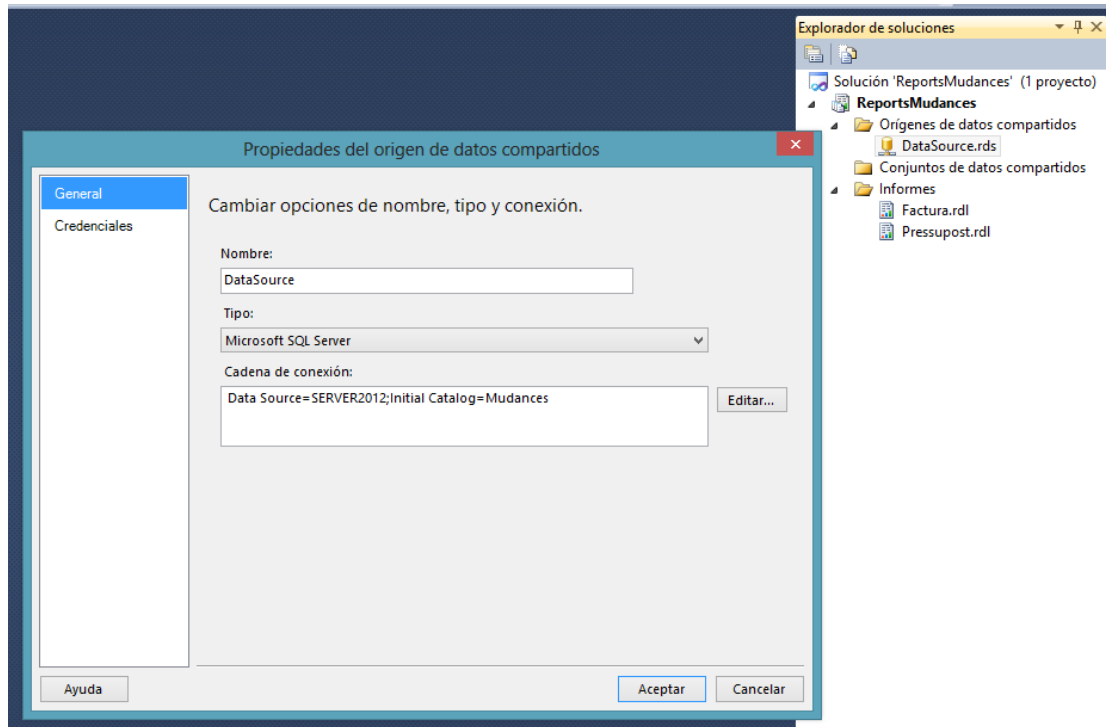 Explorador de soluciones
Solución 'ReportsMudances' (1 proyecto)
ReportsMudances
Orígenes de datos compartidos
DataSource.rds
Conjuntos de datos compartidos
Informes
Factura.rdl
Pressupost.rdl
Propiedades del origen de datos compartidos
General
Credenciales
Cambiar opciones de nombre, tipo y conexión.
Nombre:
DataSource
Tipo:
Microsoft SQL Server
Cadena de conexión:
Data Source=SERVER2012;Initial Catalog=Mudances
Editar...
Ayuda
Aceptar
Cancelar